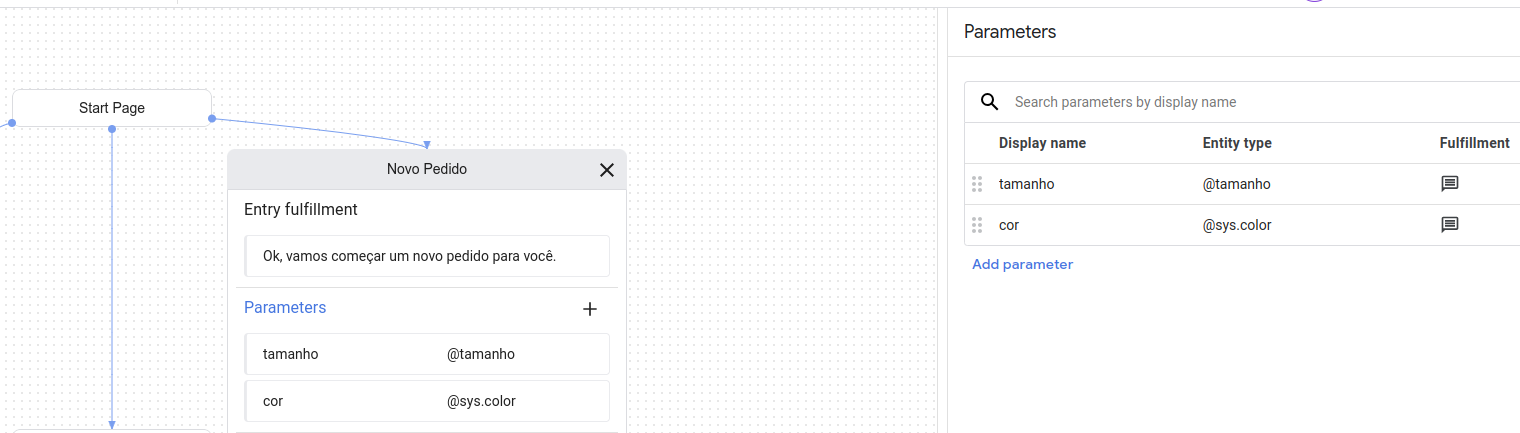 Start Page
Novo Pedido
Entry fulfillment
Ok, vamos começar um novo pedido para você.
Parameters
tamanho @tamanho
cor @sys.color
Parameters
Search parameters by display name
Display name Entity type Fulfillment
tamanho @tamanho
cor @sys.color
Add parameter